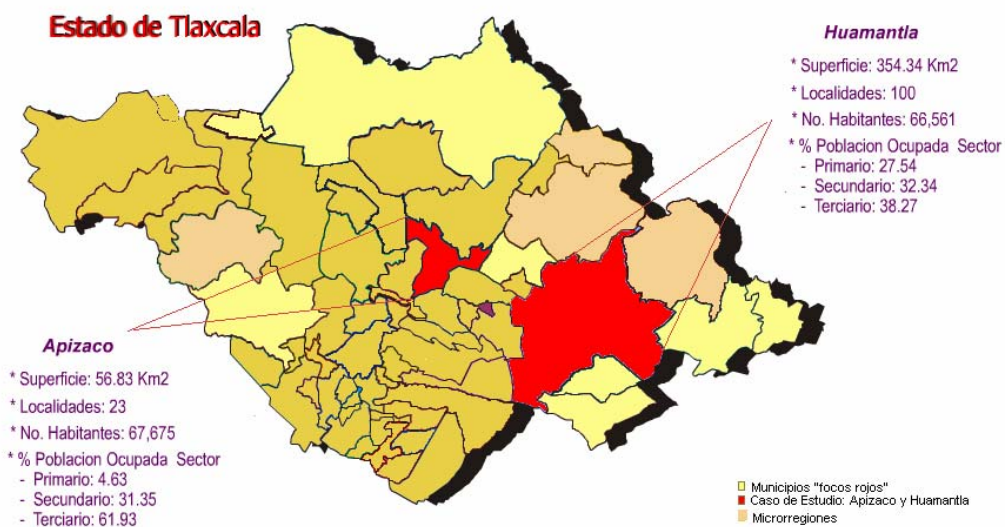 Estado de Tlaxcala
Huamantla
* Superficie: 354.34 Km2
* Localidades: 100
* No. Habitantes: 66,561
* % Poblacion Ocupada Sector
- Primario: 27.54
- Secundario: 32.34
- Terciario: 38.27
Apizaco
* Superficie: 56.83 Km2
* Localidades: 23
* No. Habitantes: 67,675
* % Poblacion Ocupada Sector
- Primario: 4.63
- Secundario: 31.35
- Terciario: 61.93
Municipios "focos rojos"
Caso de Estudio: Apizaco y Huamantla
Microrregiones